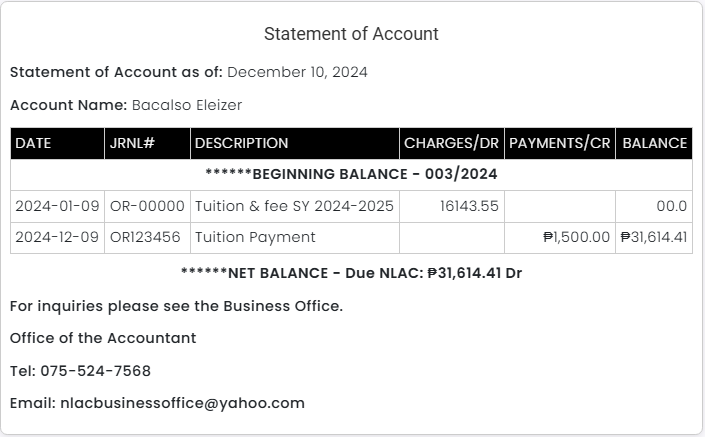 Statement of Account
Statement of Account as of: December 10, 2024
Account Name: Bacalso Eleizer
DATE JRNL# DESCRIPTION CHARGES/DR PAYMENTS/CR BALANCE
******BEGINNING BALANCE - 003/2024
2024-01-09 OR-00000 Tuition & fee SY 2024-2025 16143.55 00.0
2024-12-09 OR123456 Tuition Payment ₱1,500.00 ₱31,614.41
******NET BALANCE - Due NLAC: ₱31,614.41 Dr
For inquiries please see the Business Office.
Office of the Accountant
Tel: 075-524-7568
Email: nlacbusinessoffice@yahoo.com